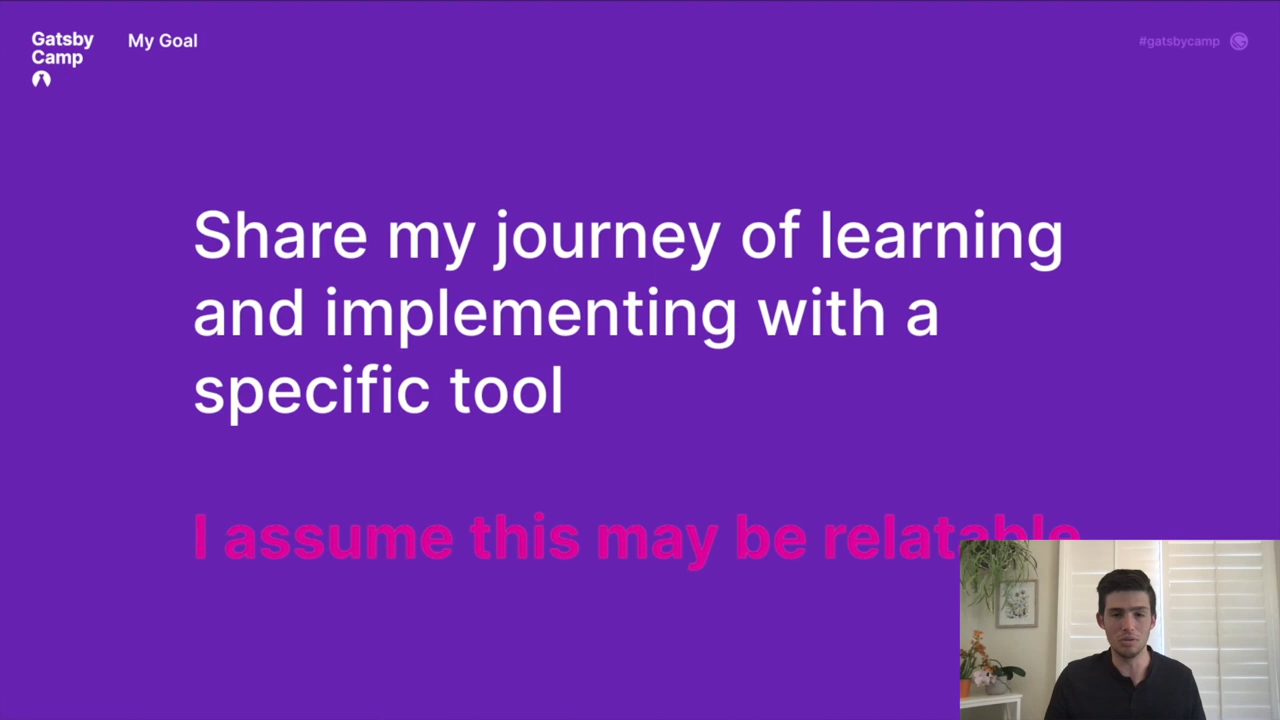 Gatsby
Camp
My Goal
#gatsbycamp
Share my journey of learning
and implementing with a
specific tool
I assume this may be relatable